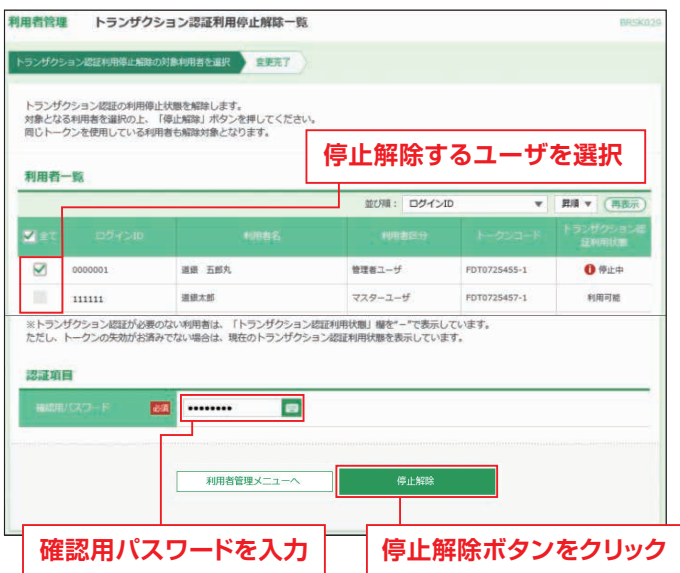 利用者管理 トランザクション認証利用停止解除一覧 BRSK029
トランザクション認証利用停止解除の対象利用者を選択 変更完了
トランザクション認証の利用停止状態を解除します。
対象となる利用者を選択の上、「停止解除」ボタンを押してください。
同じトークンを使用している利用者も解除対象となります。
停止解除するユーザを選択
利用者一覧
並び順: ログインID ▼ 昇順 ▼ 再表示
全て ログインID 利用者名 利用者区分 トークンコード トランザクション認
証利用状態
0000001 道銀 五郎丸 管理者ユーザ FDT0725455-1 停止中
111111 道銀太郎 マスターユーザ FDT0725457-1 利用可能
※トランザクション認証が必要のない利用者は、「トランザクション認証利用状態」欄を"−"で表示しています。
ただし、トークンの失効がお済みでない場合は、現在のトランザクション認証利用状態を表示しています。
認証項目
確認用パスワード 必須 ••••••••
利用者管理メニューへ 停止解除
確認用パスワードを入力 停止解除ボタンをクリック